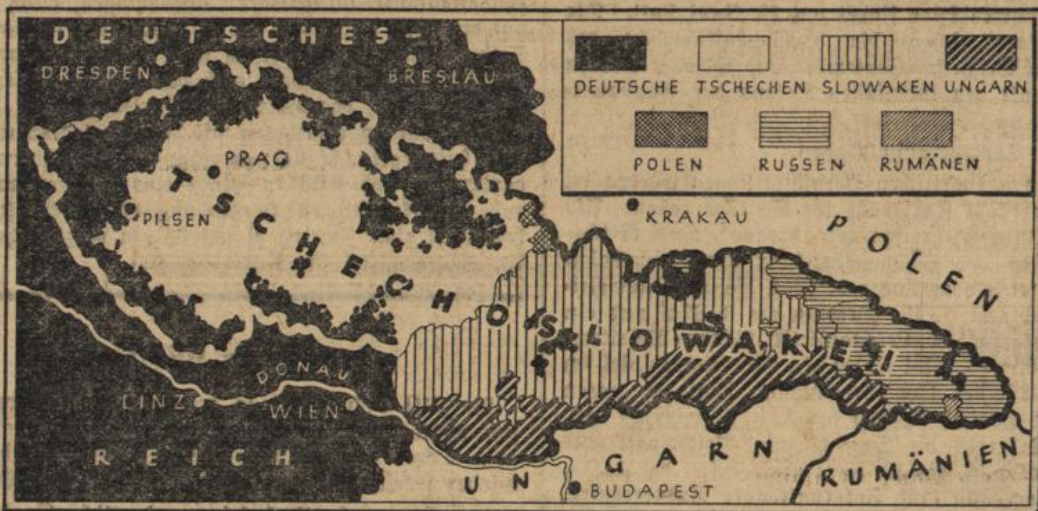 DEUTSCHES-
DRESDEN
BRESLAU
DEUTSCHE TSCHECHEN SLOWAKEN UNGARN
POLEN RUSSEN RUMÄNEN
PRAG
PILSEN
TSCHECHOSLOWAKEI
KRAKAU
POLEN
DONAU
LINZ
WIEN
REICH
UNGARN
BUDAPEST
RUMÄNIEN